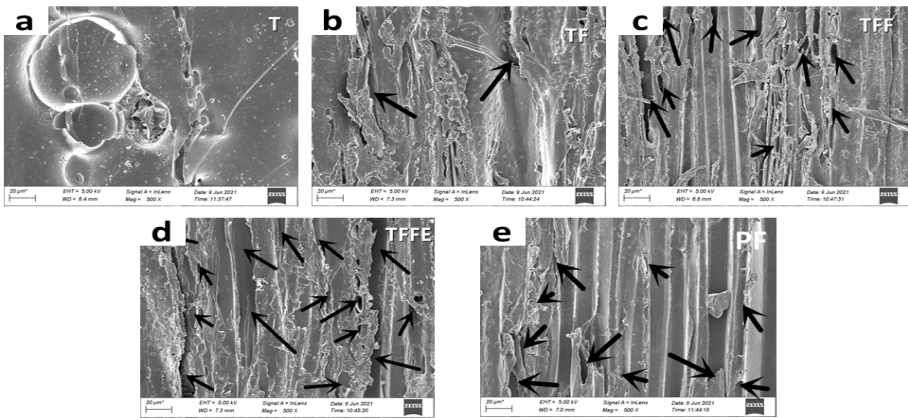 a
T
20 µm*
EHT = 5.00 kV
Signal A = InLens
Date: 9 Jun 2021
WD = 6.4 mm
Mag = 500 X
Time: 11:37:47
ZEISS
b
TF
20 µm*
EHT = 5.00 kV
Signal A = InLens
Date: 9 Jun 2021
WD = 7.3 mm
Mag = 500 X
Time: 10:44:24
ZEISS
c
TFF
20 µm*
EHT = 5.00 kV
Signal A = InLens
Date: 9 Jun 2021
WD = 6.8 mm
Mag = 500 X
Time: 10:47:31
ZEISS
d
TFFE
20 µm*
EHT = 5.00 kV
Signal A = InLens
Date: 9 Jun 2021
WD = 7.3 mm
Mag = 500 X
Time: 10:45:20
ZEISS
e
PF
20 µm*
EHT = 5.00 kV
Signal A = InLens
Date: 9 Jun 2021
WD = 7.0 mm
Mag = 500 X
Time: 11:44:19
ZEISS